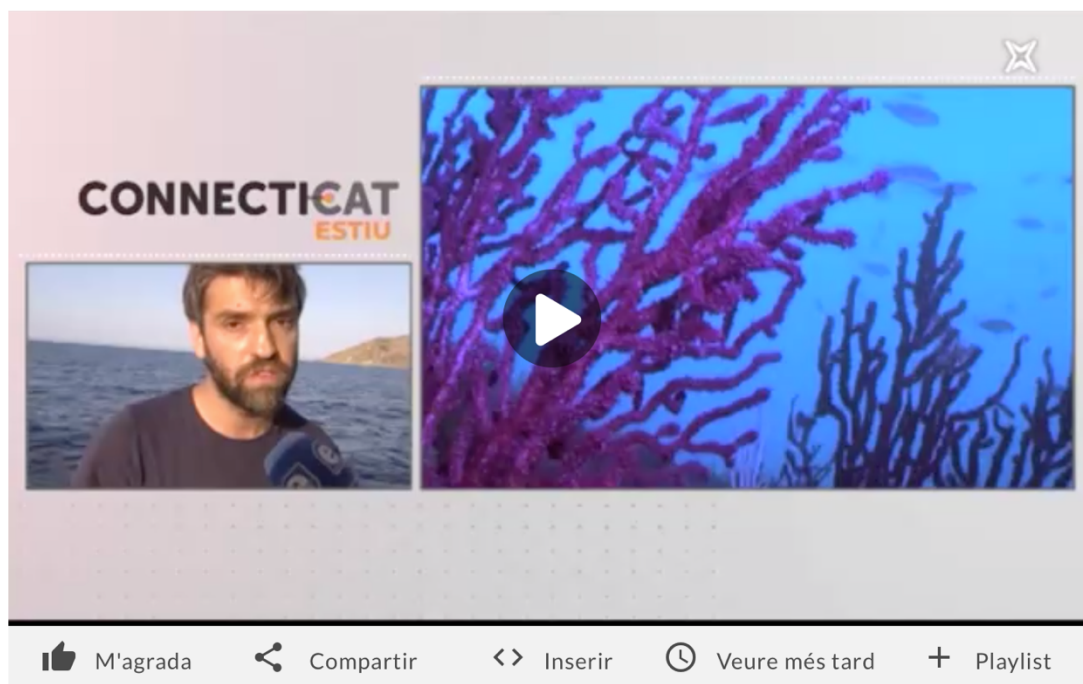 CONNECTICAT
ESTIU
M'agrada
Compartir
Inserir
Veure més tard
Playlist